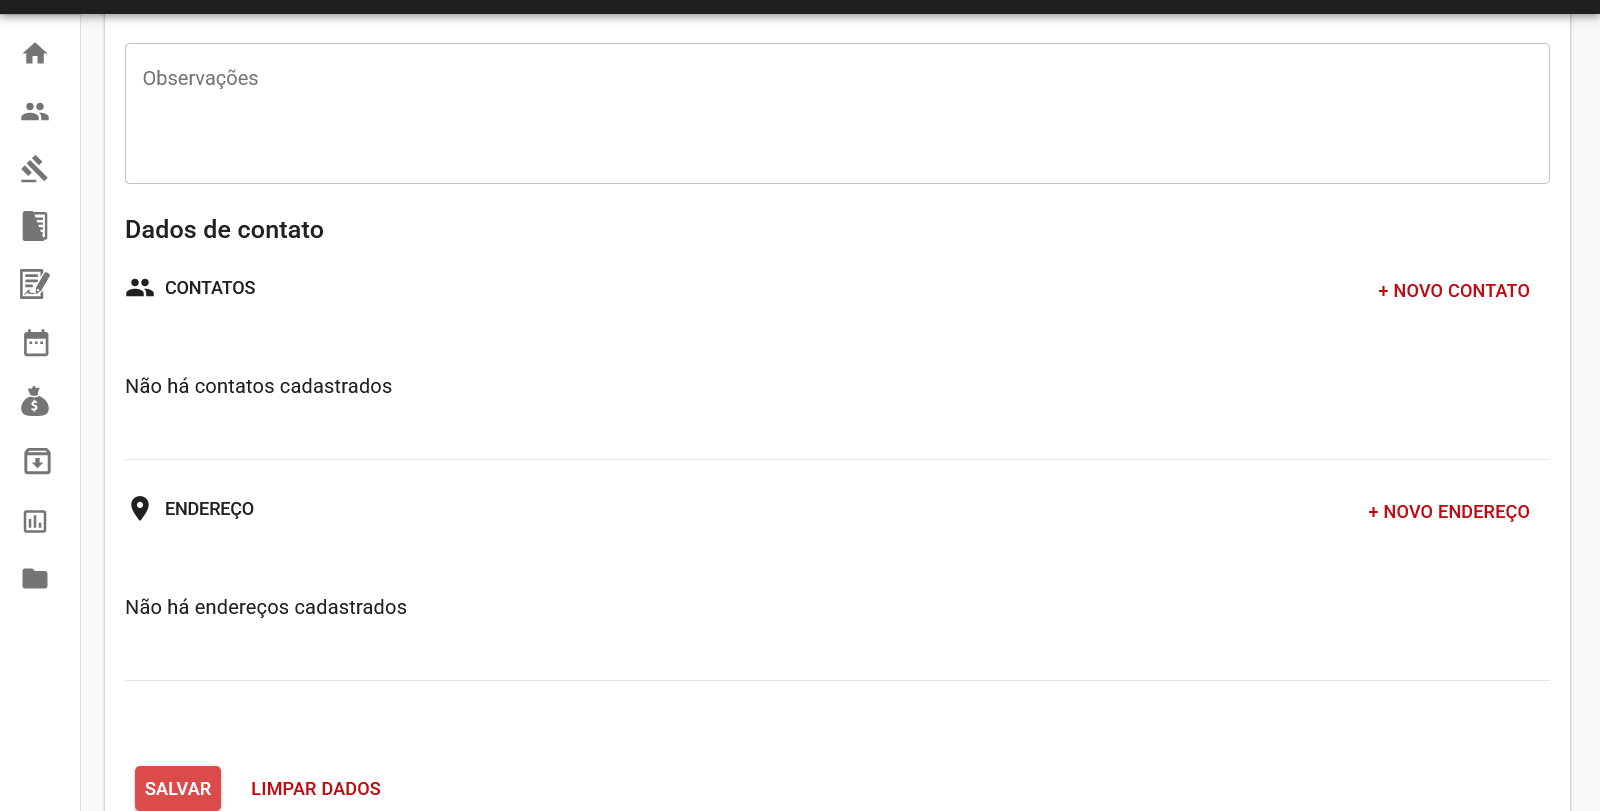 Observações
Dados de contato
CONTATOS
+ NOVO CONTATO
Não há contatos cadastrados
ENDEREÇO
+ NOVO ENDEREÇO
Não há endereços cadastrados
SALVAR
LIMPAR DADOS